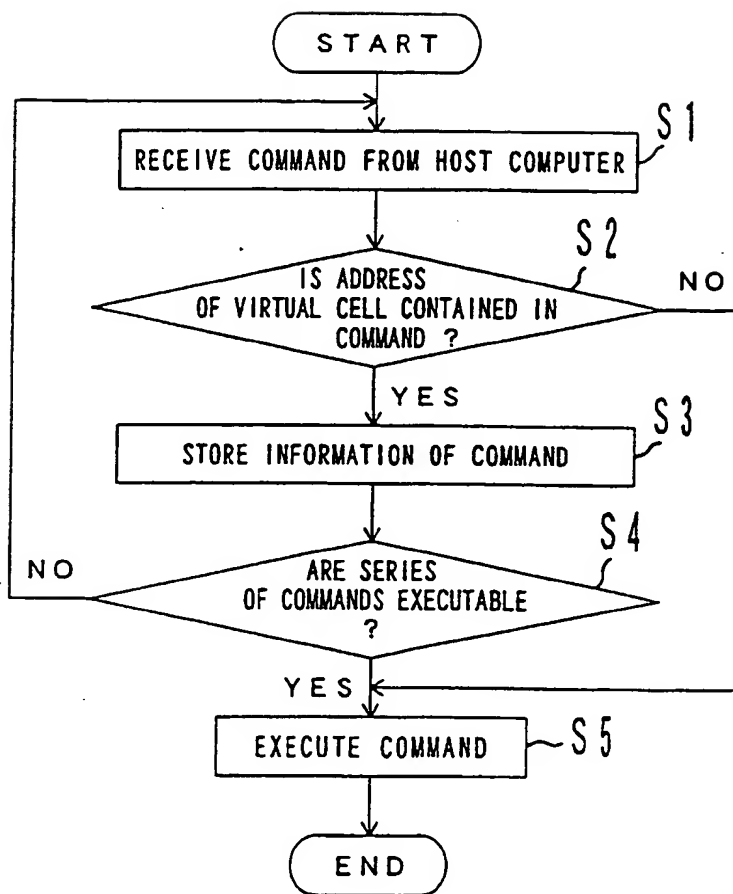 START
S1
RECEIVE COMMAND FROM HOST COMPUTER
S2
IS ADDRESS
OF VIRTUAL CELL CONTAINED IN
COMMAND ?
NO
YES
S3
STORE INFORMATION OF COMMAND
S4
ARE SERIES
OF COMMANDS EXECUTABLE
?
NO
YES
EXECUTE COMMAND
S5
END